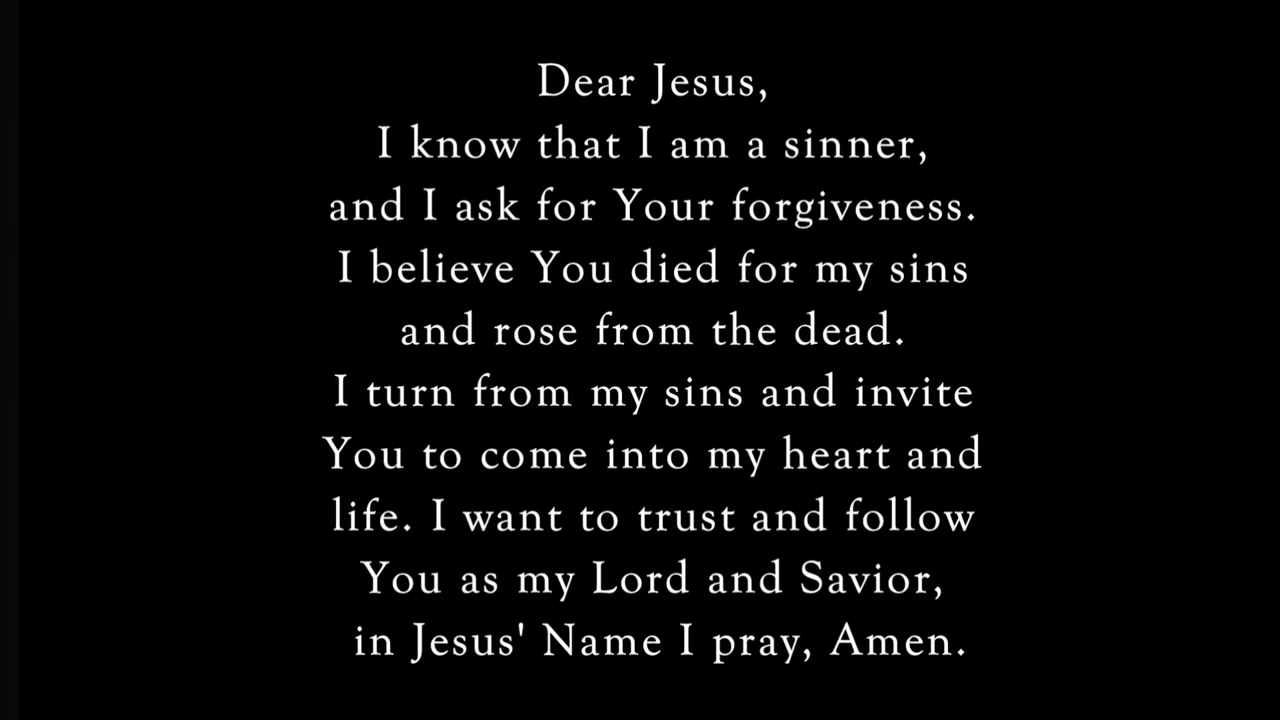 Dear Jesus,
I know that I am a sinner,
and I ask for Your forgiveness.
I believe You died for my sins
and rose from the dead.
I turn from my sins and invite
You to come into my heart and
life. I want to trust and follow
You as my Lord and Savior,
in Jesus' Name I pray, Amen.